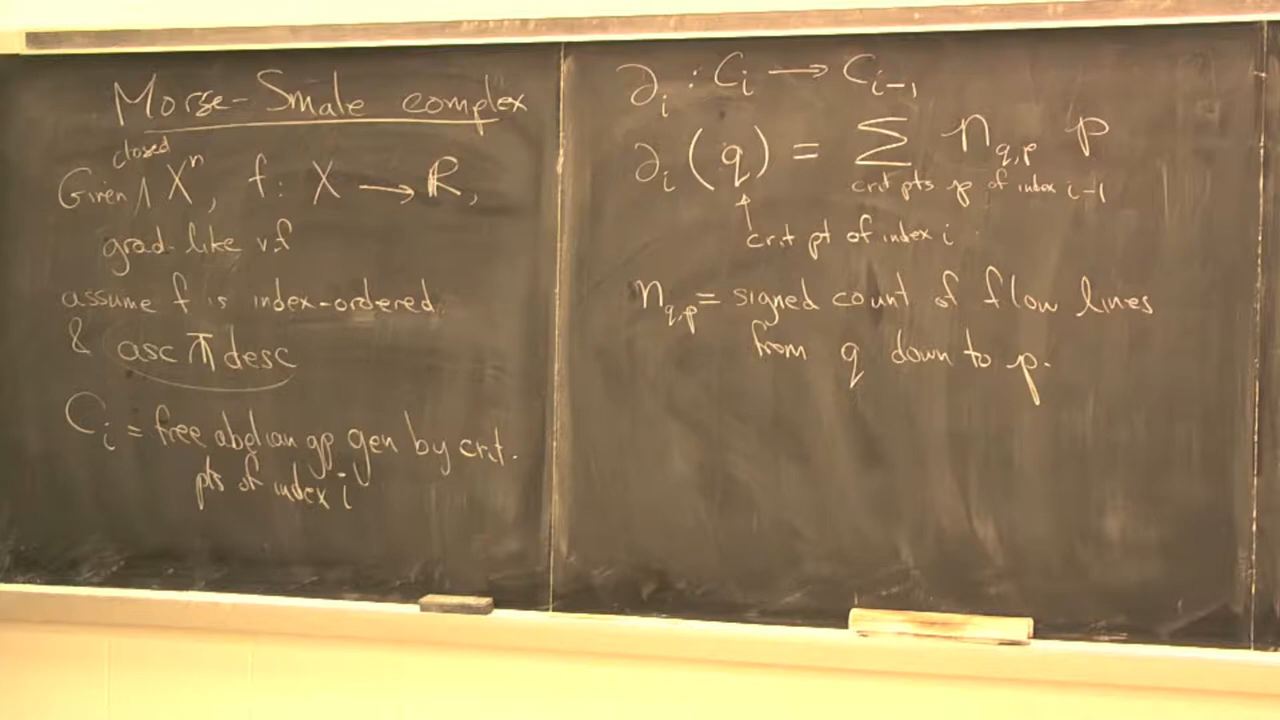 Morse-Smale complex
closed
Given ∧ Xⁿ, f: X → ℝ,
grad-like v.f
assume f is index-ordered
& asc ⋔ desc
C_i = free abelian gp gen by crit.
pts of index i
∂_i : C_i → C_{i-1}
∂_i (q) = Σ n_{q,p} p
crit pts p of index i-1
crit pt of index i
n_{q,p} = signed count of flow lines
from q down to p.